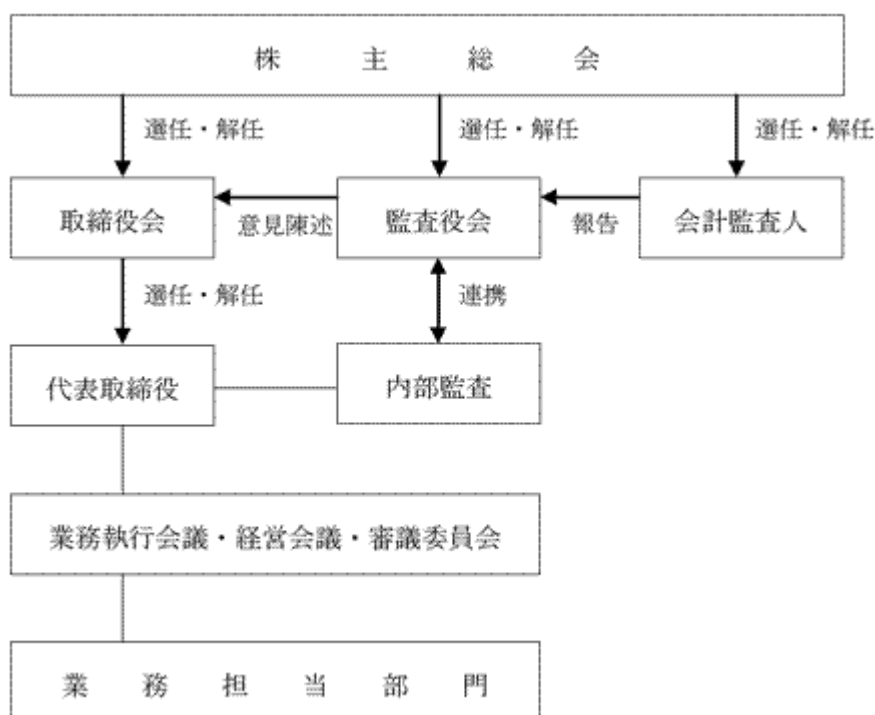 株主総会
選任・解任
選任・解任
選任・解任
取締役会
意見陳述
監査役会
報告
会計監査人
選任・解任
連携
代表取締役
内部監査
業務執行会議・経営会議・審議委員会
業務担当部門